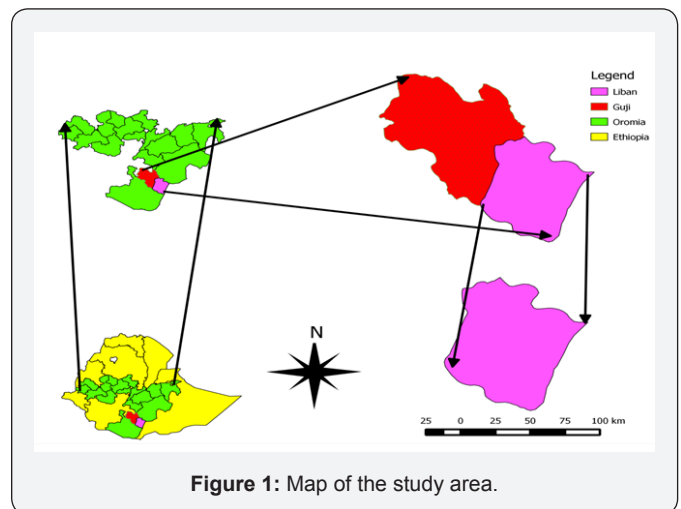 Legend
Liban
Guji
Oromia
Ethiopia
N
25 0 25 50 75 100 km
Figure 1: Map of the study area.